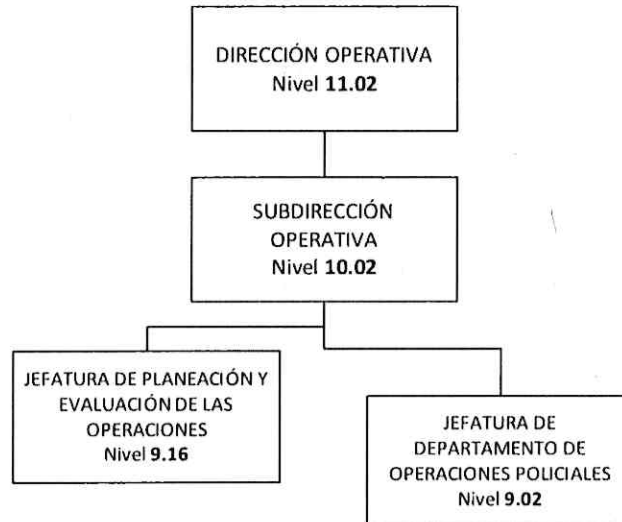 DIRECCIÓN OPERATIVA
Nivel 11.02
SUBDIRECCIÓN
OPERATIVA
Nivel 10.02
JEFATURA DE PLANEACIÓN Y
EVALUACIÓN DE LAS
OPERACIONES
Nivel 9.16
JEFATURA DE
DEPARTAMENTO DE
OPERACIONES POLICIALES
Nivel 9.02